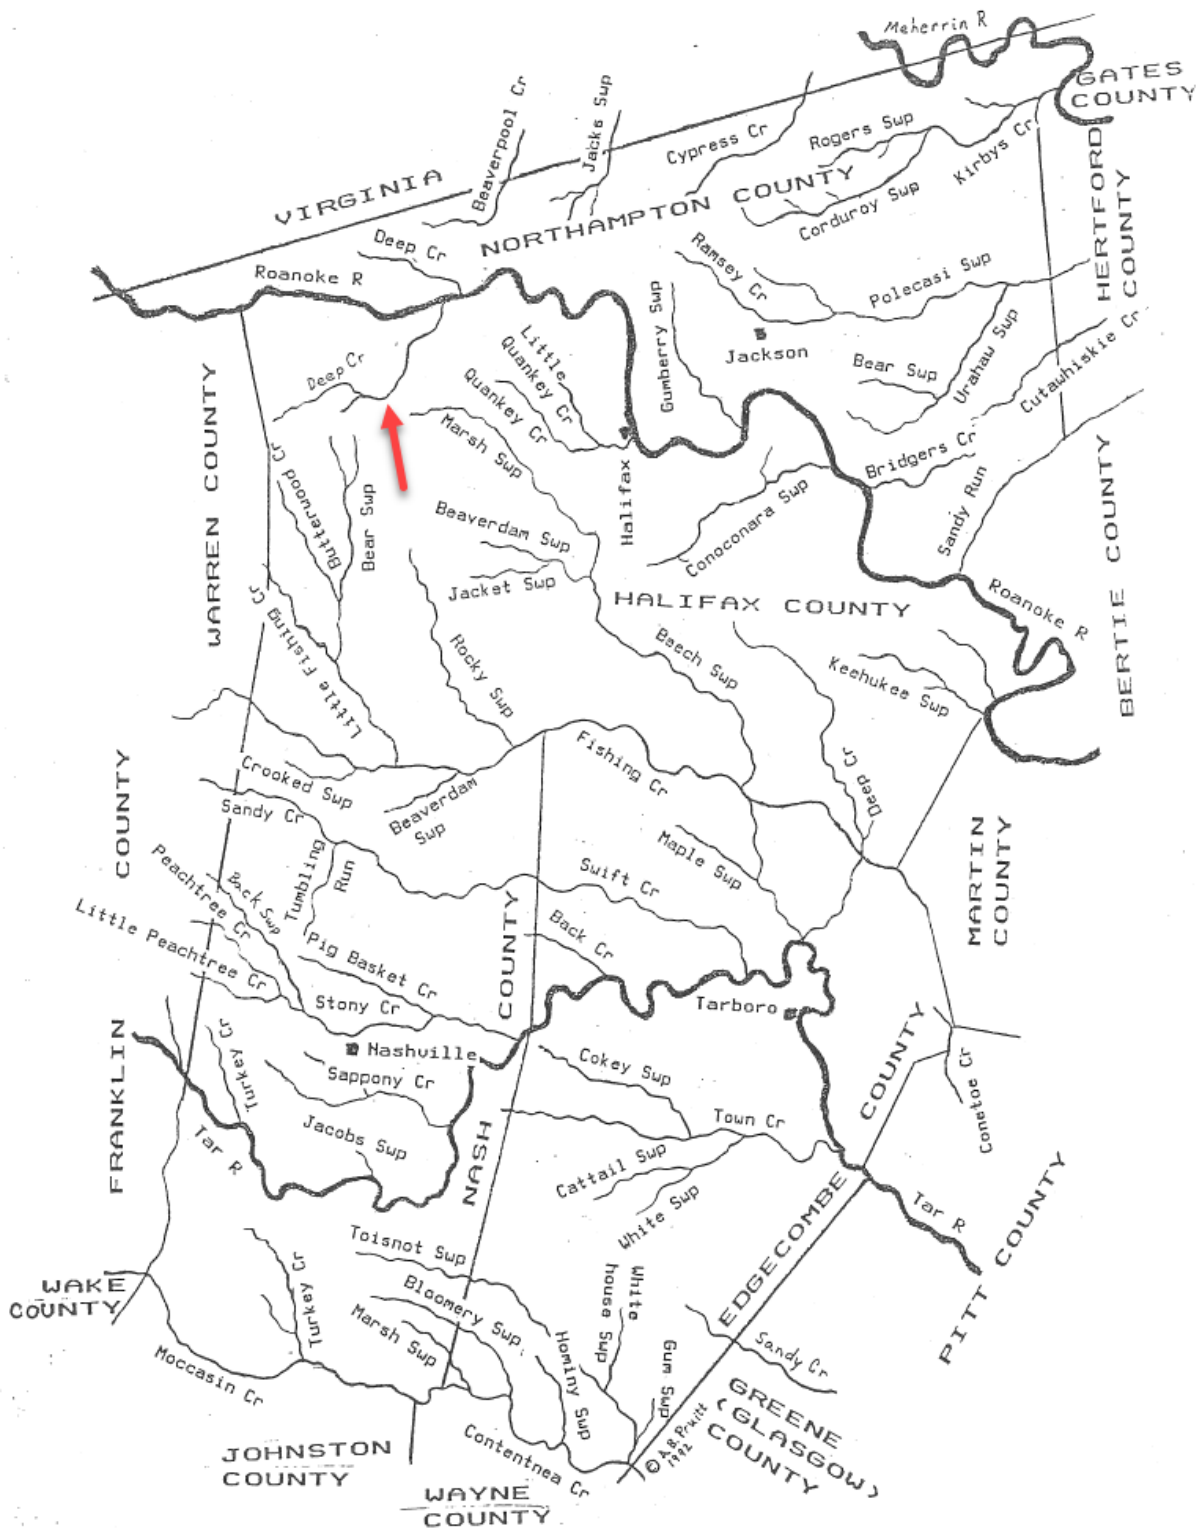 Meherrin R
GATES
COUNTY
Beaverpool Cr
Jacks Swp
Cypress Cr
Rogers Swp
Kirbys Cr
HERTFORD
COUNTY
VIRGINIA
NORTHAMPTON COUNTY
Corduroy Swp
Deep Cr
Roanoke R
Ramsey Cr
Polecasi Swp
Gumberry Swp
Jackson
Little
Quankey Cr
Quankey Cr
Deep Cr
Bear Swp
Urahaw Swp
Cutawhiskie Cr
WARREN COUNTY
Marsh Swp
Halifax
Bridgers Cr
Sandy Run
Butterwood Cr
Bear Swp
Beaverdam Swp
Conoconara Swp
BERTIE COUNTY
Jacket Swp
HALIFAX COUNTY
Roanoke R
Little Fishing Cr
Rocky Swp
Beech Swp
Keehukee Swp
Fishing Cr
Deep Cr
Crooked Swp
Beaverdam
Swp
Sandy Cr
COUNTY
FRANKLIN
Maple Swp
MARTIN
COUNTY
Tumbling
Run
Swift Cr
Back Swp
Peachtree Cr
Little Peachtree Cr
Back Cr
Pig Basket Cr
Stony Cr
Tarboro
Nashville
NASH
COUNTY
Turkey Cr
Sappony Cr
Cokey Swp
Conetoe Cr
Jacobs Swp
Town Cr
Tar R
Cattail Swp
White Swp
EDGECOMBE
COUNTY
Tar R
PITT COUNTY
Toisnot Swp
WAKE
COUNTY
Turkey Cr
Bloomery Swp.
White
house Swp
Marsh Swp
Hominy Swp
Gum Swp
Sandy Cr
Moccasin Cr
GREENE
(GLASGOW)
COUNTY
Contentnea Cr
© A.B. Pruitt
1992
JOHNSTON
COUNTY
WAYNE
COUNTY